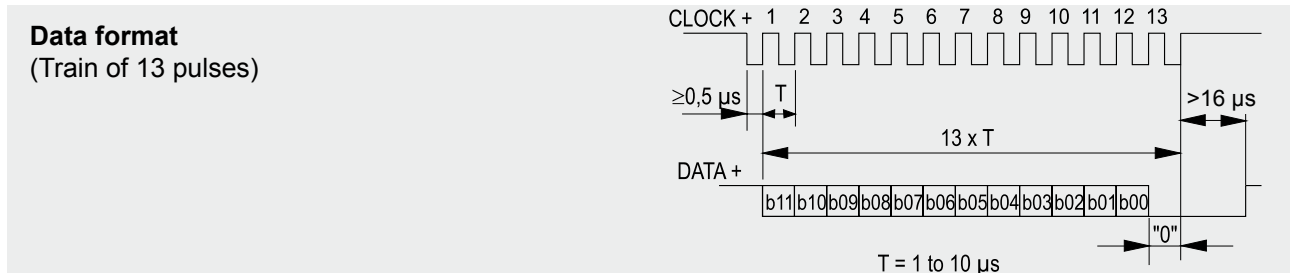 Data format
(Train of 13 pulses)
CLOCK + 1 2 3 4 5 6 7 8 9 10 11 12 13
≥0,5 µs T >16 µs
13 x T
DATA +
b11 b10 b09 b08 b07 b06 b05 b04 b03 b02 b01 b00
"0"
T = 1 to 10 µs